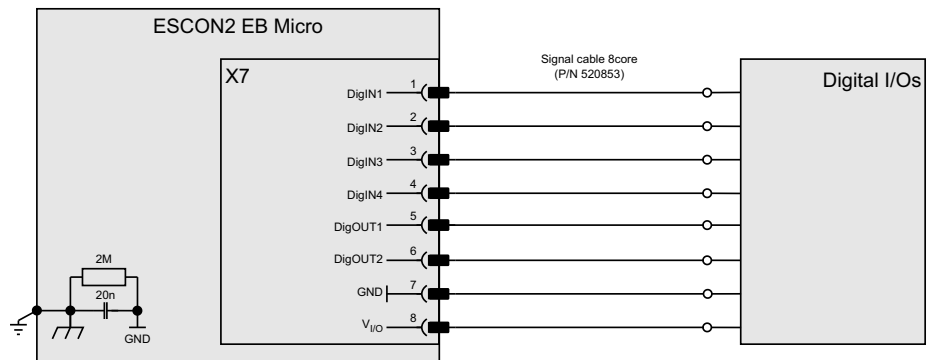 ESCON2 EB Micro
Signal cable 8core
(P/N 520853)
X7
Digital I/Os
DigIN1 1
DigIN2 2
DigIN3 3
DigIN4 4
DigOUT1 5
DigOUT2 6
GND 7
V I/O 8
2M
20n
GND